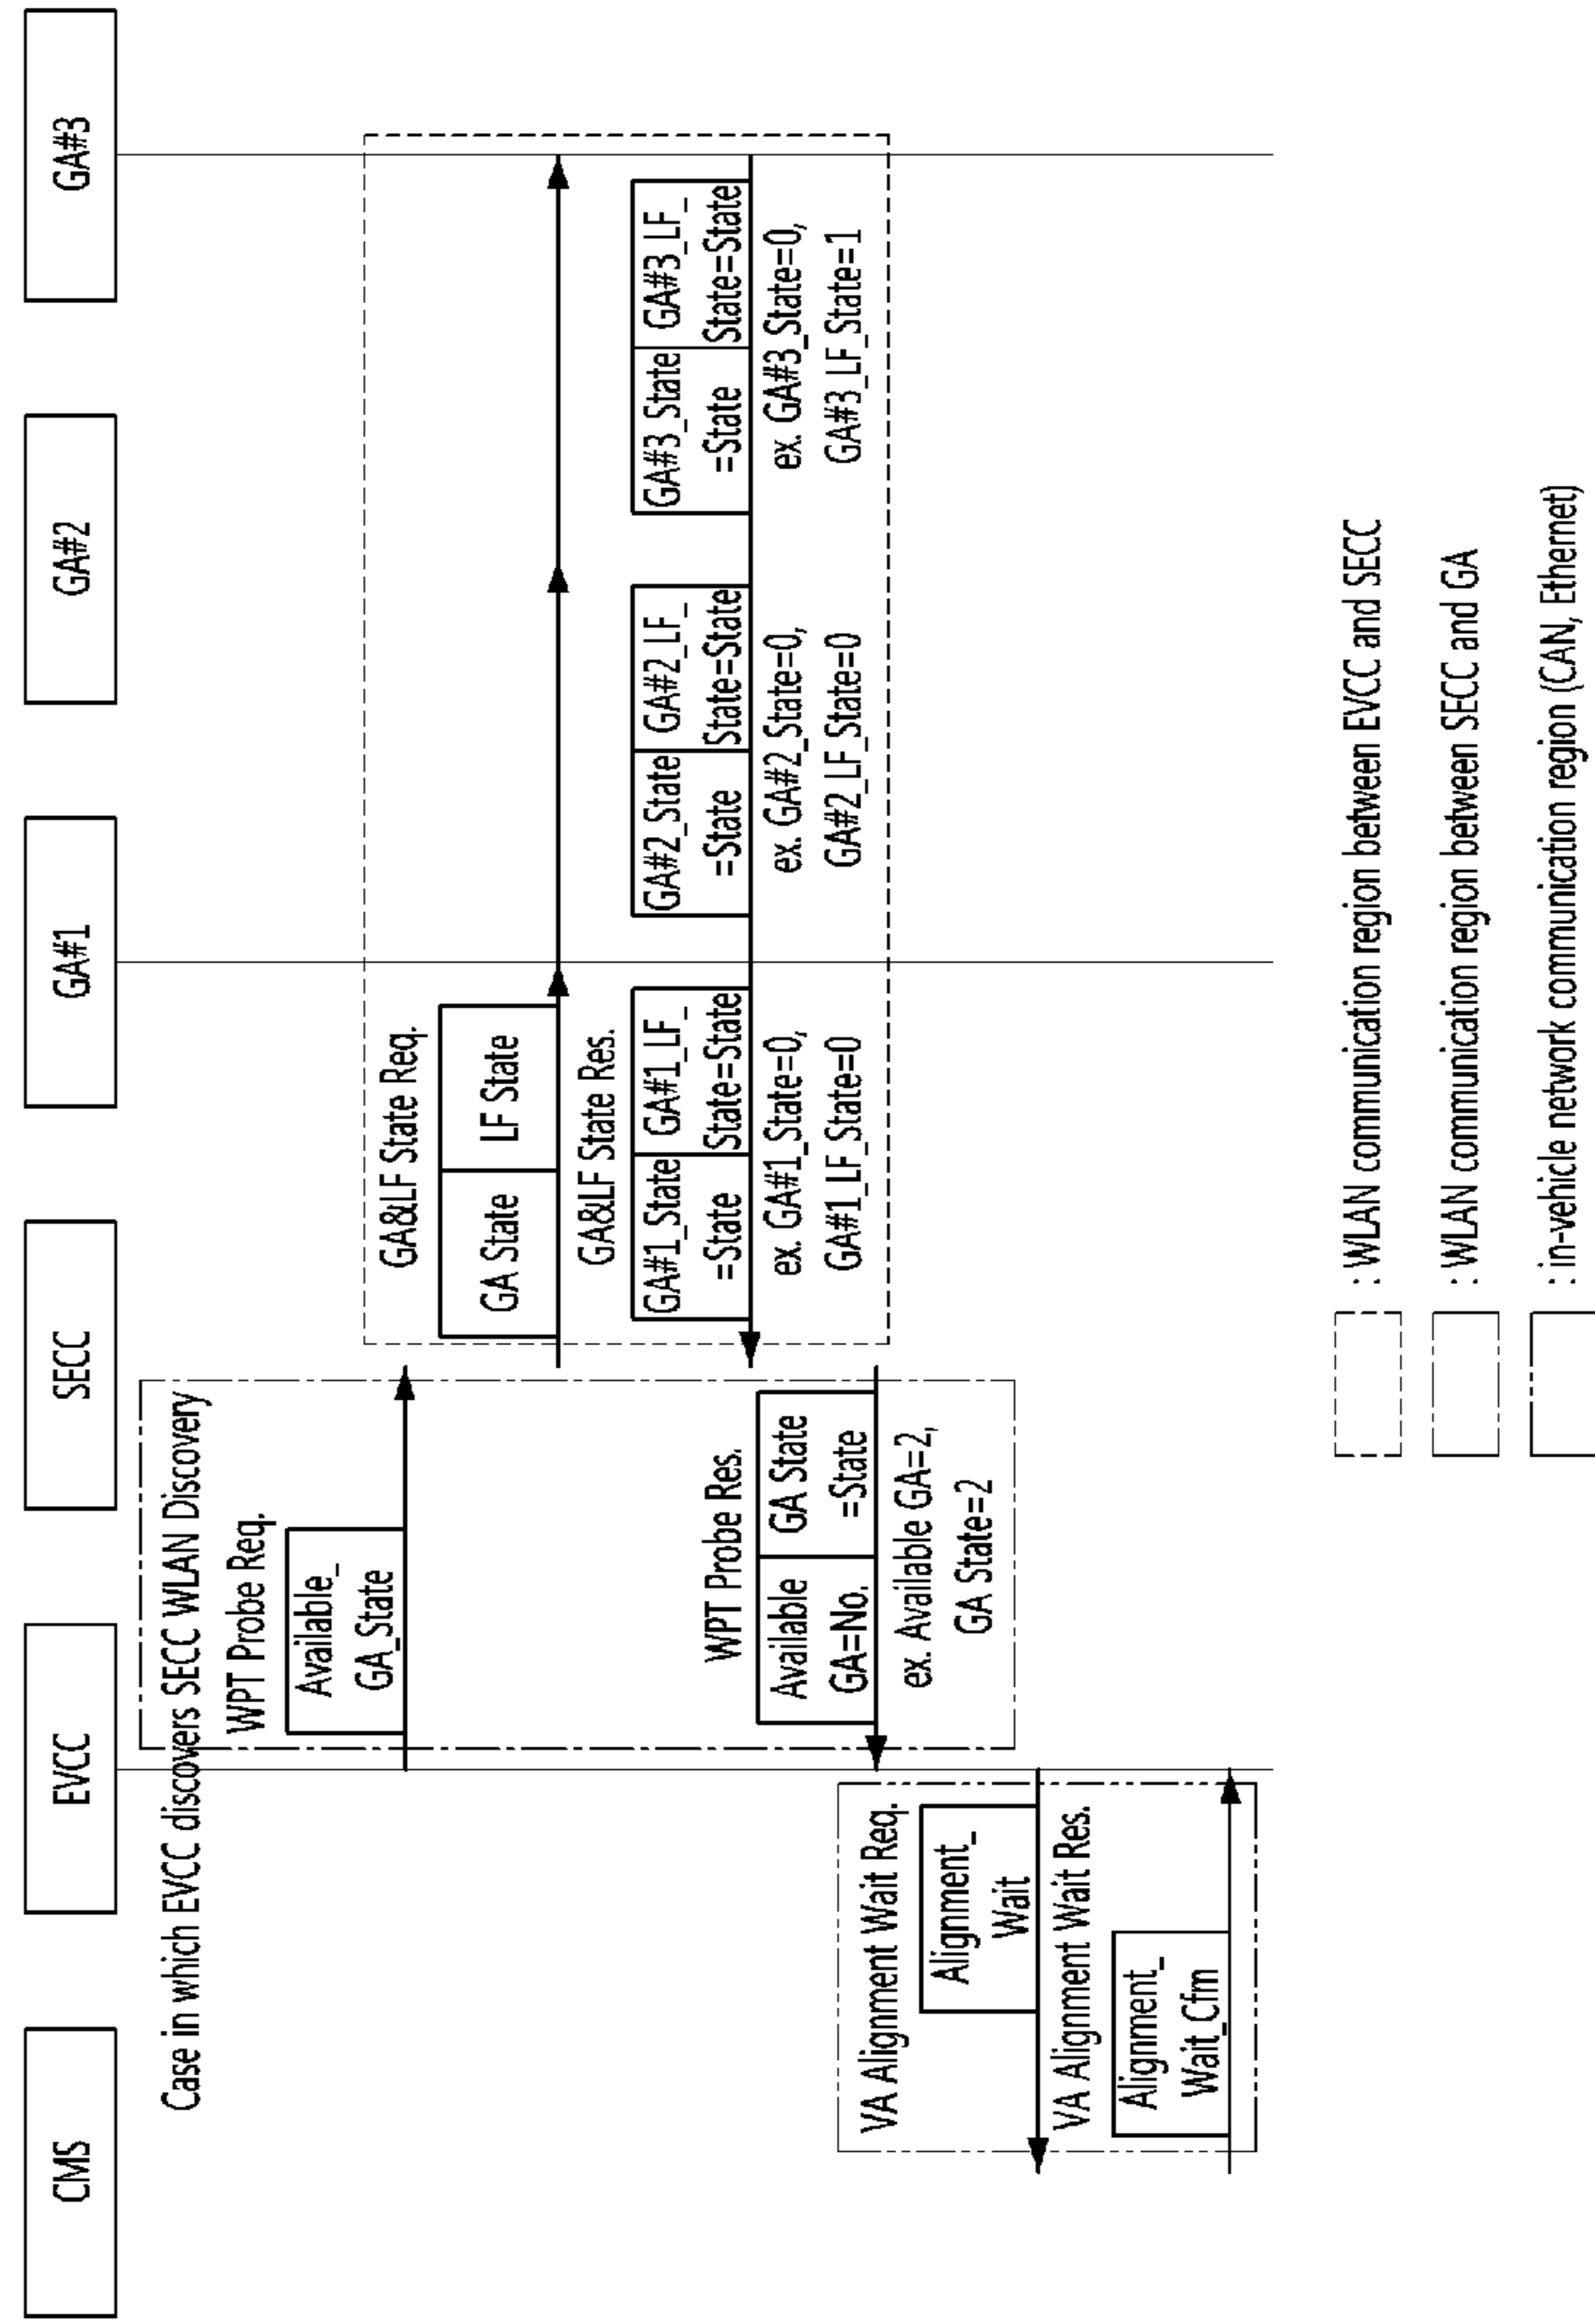 CMS
EVCC
SECC
GA#1
GA#2
GA#3
Case in which EVCC discovers SECC WLAN Discovery
WPT Probe Req.
Available_
GA_State
GA&LF State Req.
GA State
LF State
GA&LF State Res.
GA#1_State
=State
GA#1_LF_
State=State
ex. GA#1_State=0,
GA#1_LF_State=0
GA#2_State
=State
GA#2_LF_
State=State
ex. GA#2_State=0,
GA#2_LF_State=0
GA#3_State
=State
GA#3_LF_
State=State
ex. GA#3_State=0,
GA#3_LF_State=1
WPT Probe Res.
Available
GA=No.
GA State
=State
ex. Available GA=2,
GA State=2
VA Alignment Wait Req.
Alignment_
Wait
VA Alignment Wait Res.
Alignment_
Wait_Cfm
: WLAN communication region between EVCC and SECC
: WLAN communication region between SECC and GA
: in-vehicle network communication region (CAN, Ethernet)